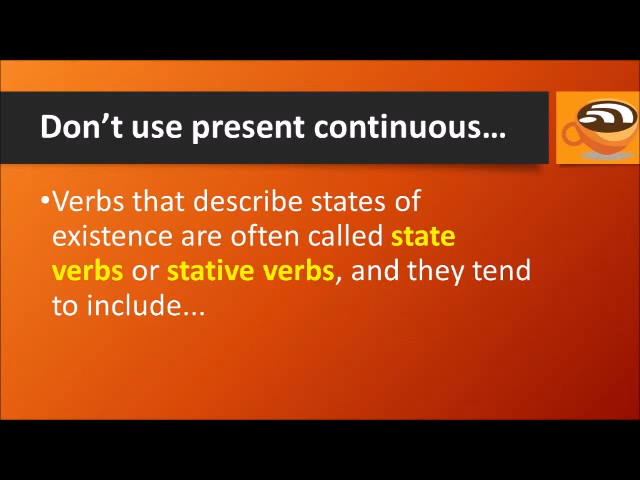 Don’t use present continuous…
•Verbs that describe states of
existence are often called state
verbs or stative verbs, and they tend
to include...